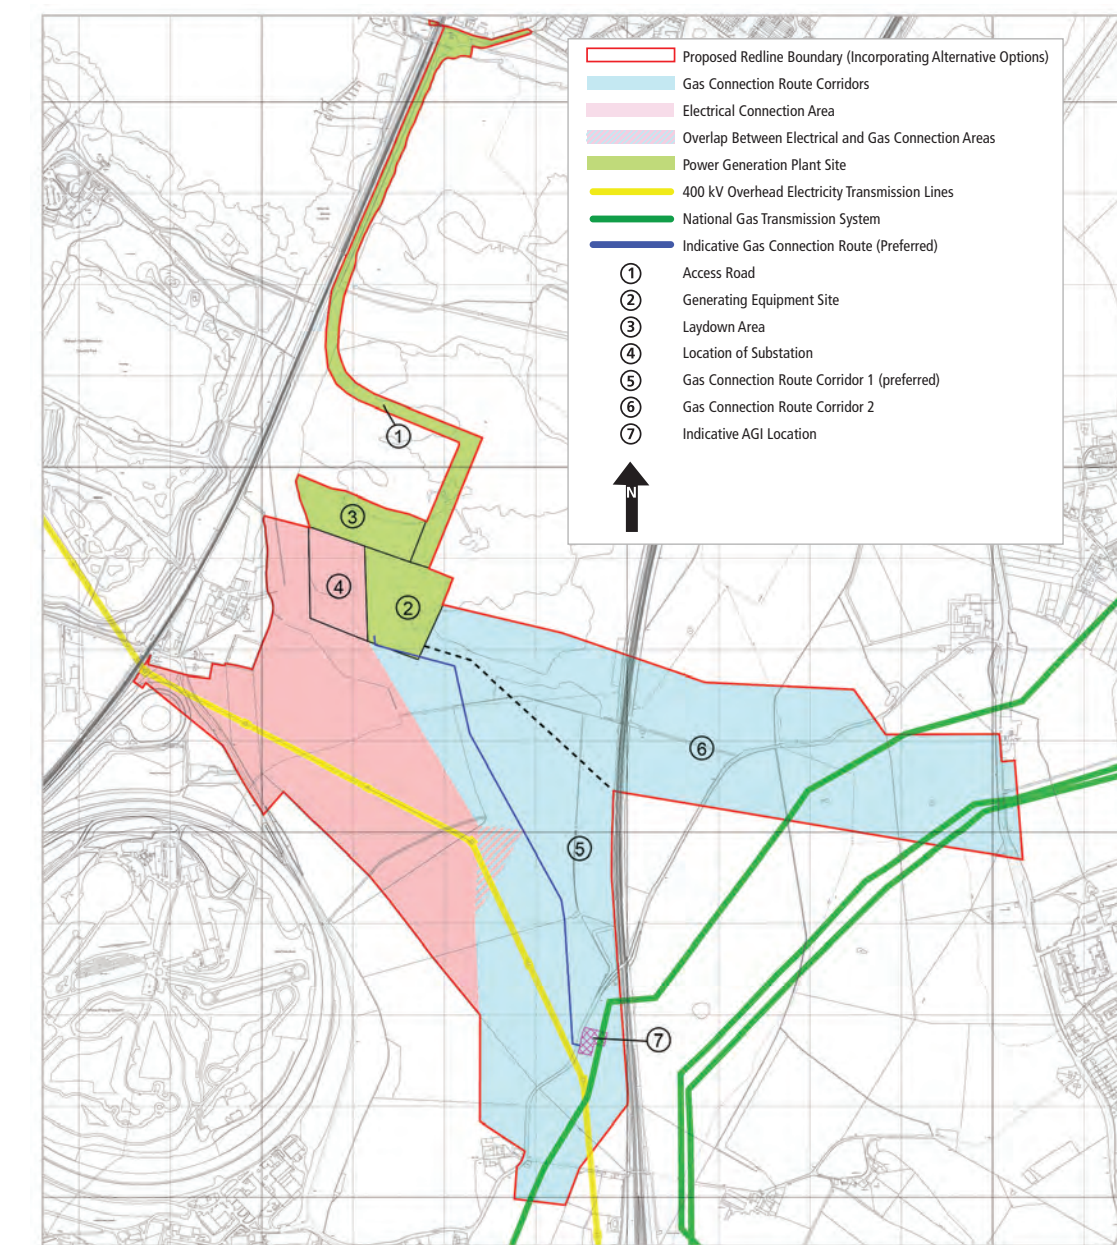 Proposed Redline Boundary (Incorporating Alternative Options)
Gas Connection Route Corridors
Electrical Connection Area
Overlap Between Electrical and Gas Connection Areas
Power Generation Plant Site
400 kV Overhead Electricity Transmission Lines
National Gas Transmission System
Indicative Gas Connection Route (Preferred)
1 Access Road
2 Generating Equipment Site
3 Laydown Area
4 Location of Substation
5 Gas Connection Route Corridor 1 (preferred)
6 Gas Connection Route Corridor 2
7 Indicative AGI Location
N
1
3
4
2
6
5
7